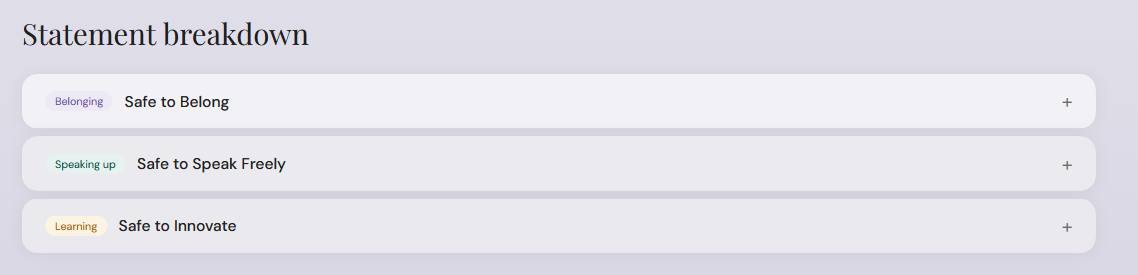 Statement breakdown
Belonging Safe to Belong +
Speaking up Safe to Speak Freely +
Learning Safe to Innovate +